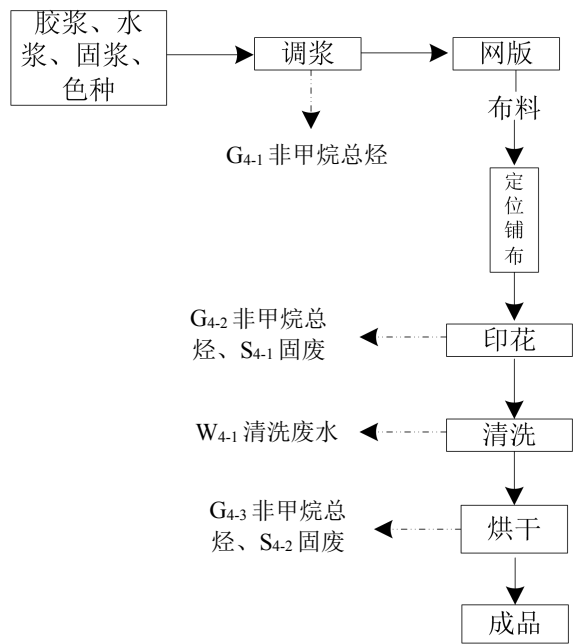 胶浆、水
浆、固浆、
色种
调浆
网版
布料
G4-1 非甲烷总烃
定
位
铺
布
G4-2 非甲烷总
烃、S4-1 固废
印花
W4-1 清洗废水
清洗
G4-3 非甲烷总
烃、S4-2 固废
烘干
成品